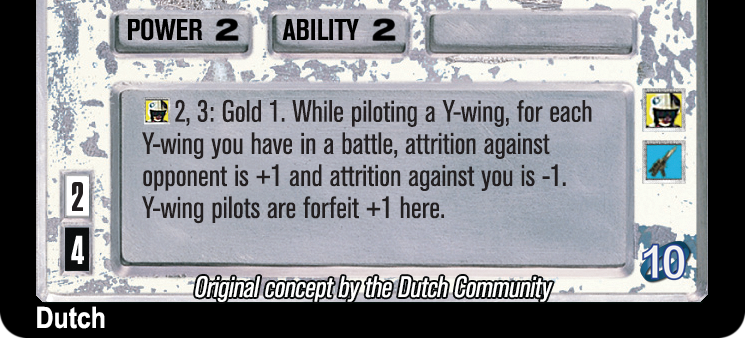 POWER 2 ABILITY 2
2, 3: Gold 1. While piloting a Y-wing, for each
Y-wing you have in a battle, attrition against
opponent is +1 and attrition against you is -1.
Y-wing pilots are forfeit +1 here.
2
4
10
Original concept by the Dutch Community
Dutch